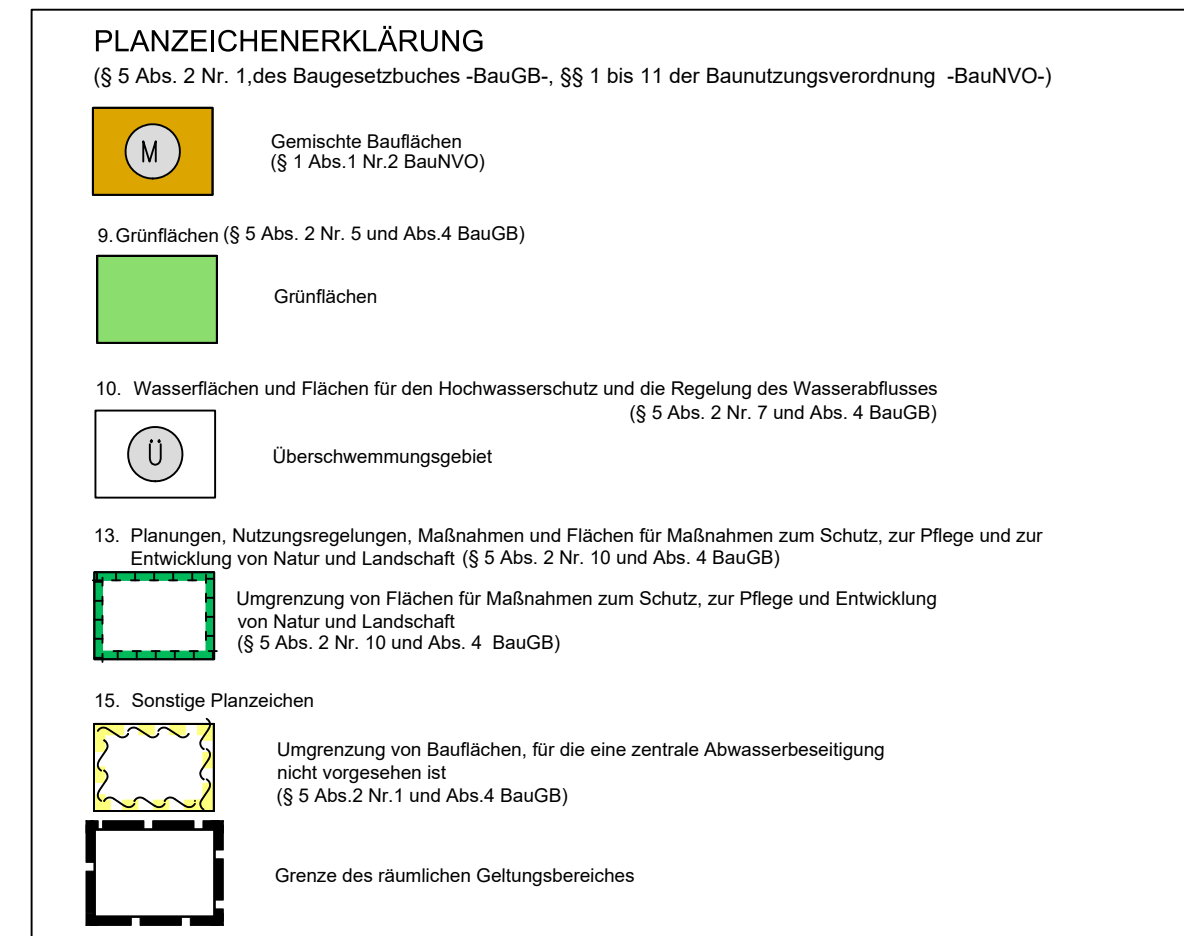 PLANZEICHENERKLÄRUNG
(§ 5 Abs. 2 Nr. 1,des Baugesetzbuches -BauGB-, §§ 1 bis 11 der Baunutzungsverordnung -BauNVO-)
M
Gemischte Bauflächen
(§ 1 Abs.1 Nr.2 BauNVO)
9. Grünflächen (§ 5 Abs. 2 Nr. 5 und Abs.4 BauGB)
Grünflächen
10. Wasserflächen und Flächen für den Hochwasserschutz und die Regelung des Wasserabflusses
(§ 5 Abs. 2 Nr. 7 und Abs. 4 BauGB)
Ü
Überschwemmungsgebiet
13. Planungen, Nutzungsregelungen, Maßnahmen und Flächen für Maßnahmen zum Schutz, zur Pflege und zur
Entwicklung von Natur und Landschaft (§ 5 Abs. 2 Nr. 10 und Abs. 4 BauGB)
Umgrenzung von Flächen für Maßnahmen zum Schutz, zur Pflege und Entwicklung
von Natur und Landschaft
(§ 5 Abs. 2 Nr. 10 und Abs. 4 BauGB)
15. Sonstige Planzeichen
Umgrenzung von Bauflächen, für die eine zentrale Abwasserbeseitigung
nicht vorgesehen ist
(§ 5 Abs.2 Nr.1 und Abs.4 BauGB)
Grenze des räumlichen Geltungsbereiches